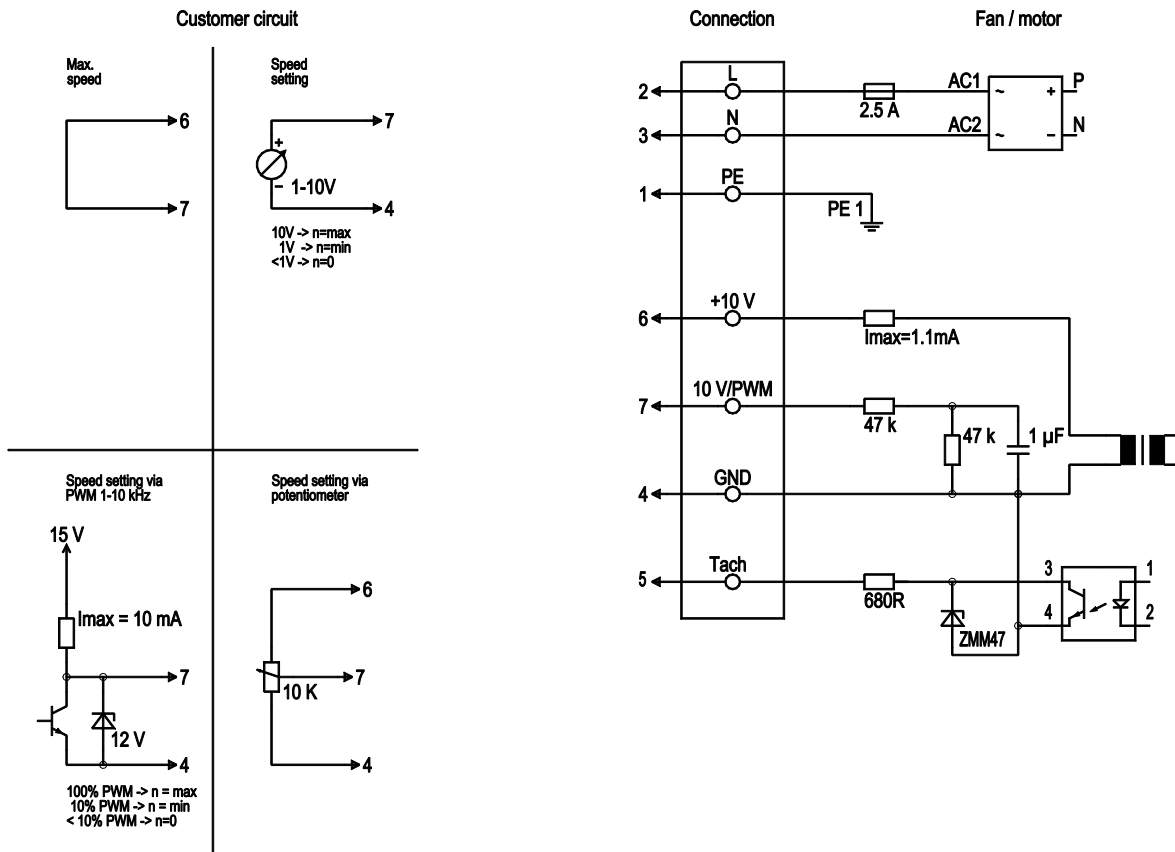 Customer circuit
Max.
speed
6
7
Speed
setting
7
+
−
1-10V
4
10V -> n=max
1V -> n=min
<1V -> n=0
Speed setting via
PWM 1-10 kHz
15 V
Imax = 10 mA
7
12 V
4
100% PWM -> n = max
10% PWM -> n = min
< 10% PWM -> n=0
Speed setting via
potentiometer
6
7
10 K
4
Connection
Fan / motor
2
L
2.5 A
AC1
~
+
P
3
N
AC2
~
−
N
1
PE
PE 1
6
+10 V
Imax=1.1mA
7
10 V/PWM
47 k
47 k
1 µF
4
GND
5
Tach
680R
ZMM47
3
4
1
2